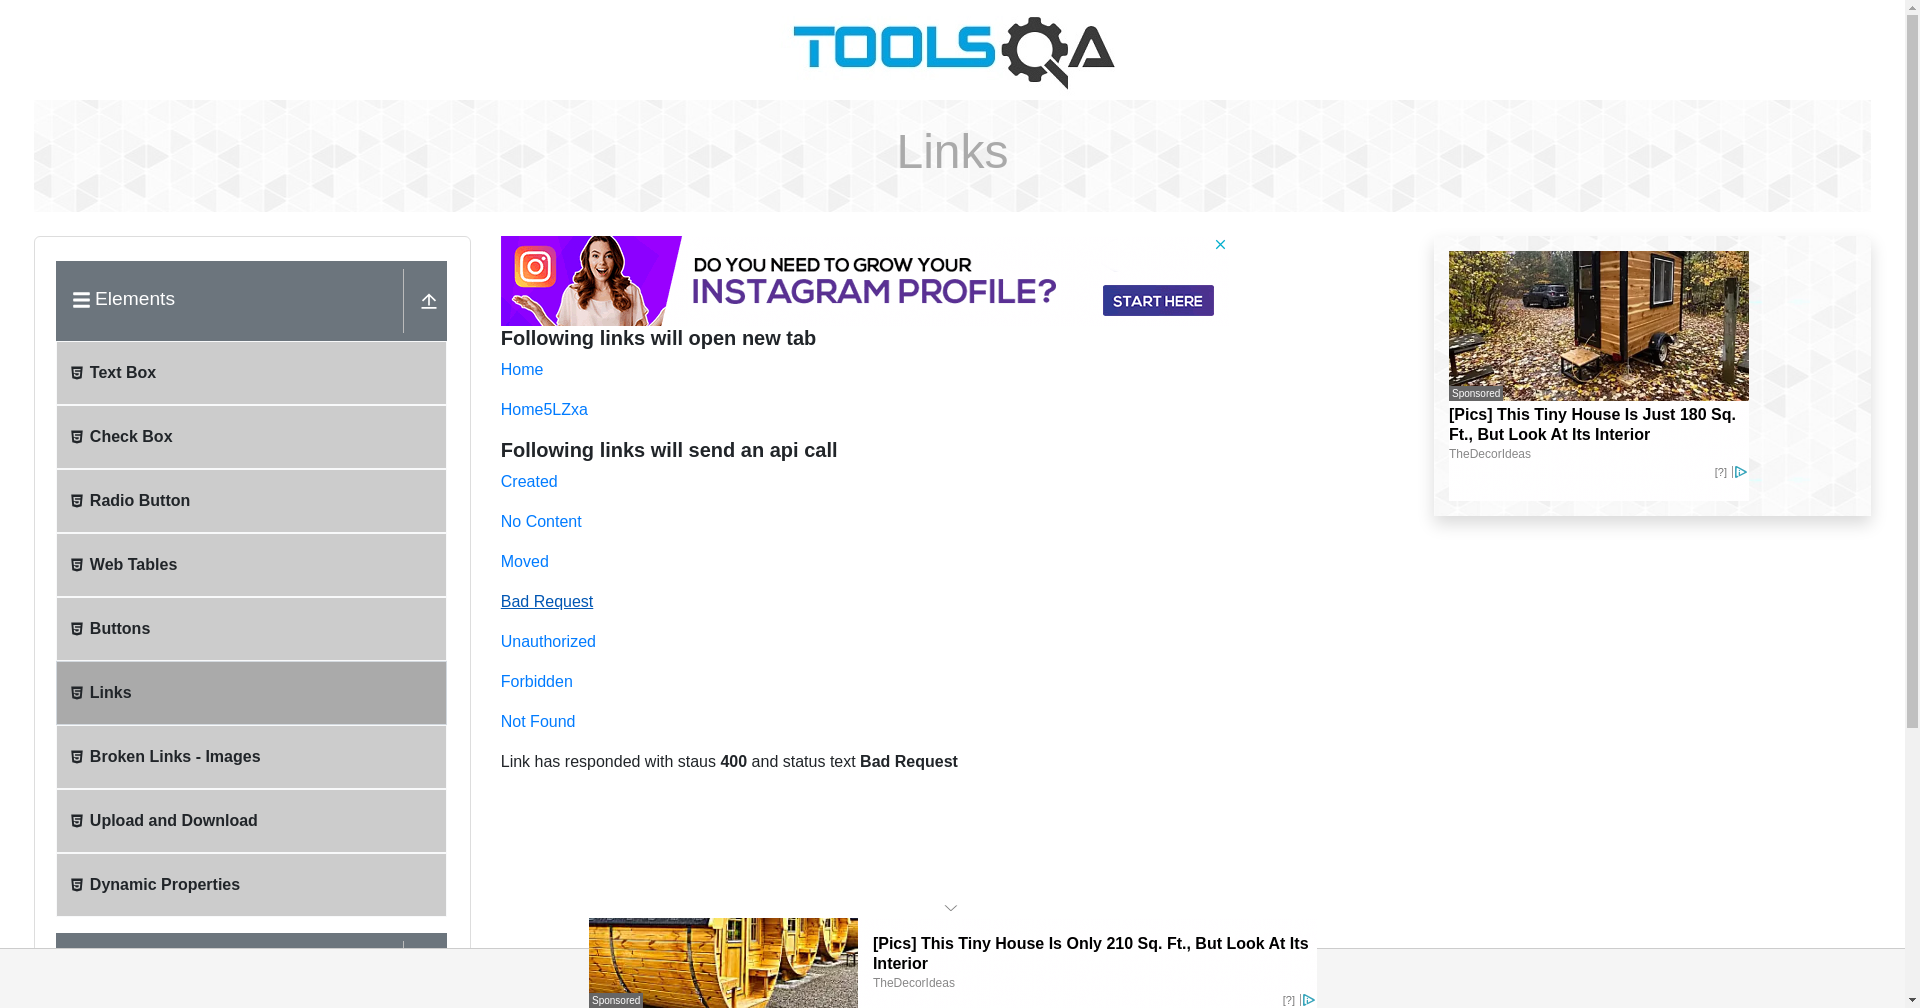 TOOLSQA
Links
Elements
Text Box
Check Box
Radio Button
Web Tables
Buttons
Links
Broken Links - Images
Upload and Download
Dynamic Properties
DO YOU NEED TO GROW YOUR
INSTAGRAM PROFILE?
START HERE
Following links will open new tab
Home
Home5LZxa
Following links will send an api call
Created
No Content
Moved
Bad Request
Unauthorized
Forbidden
Not Found
Link has responded with staus 400 and status text Bad Request
Sponsored
[Pics] This Tiny House Is Just 180 Sq.
Ft., But Look At Its Interior
TheDecorIdeas
[?]
Sponsored
[Pics] This Tiny House Is Only 210 Sq. Ft., But Look At Its
Interior
TheDecorIdeas
[?]